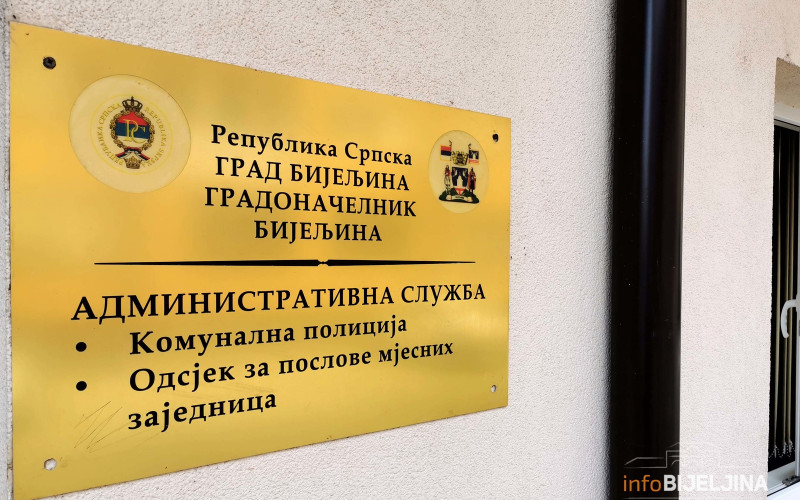 Република Српска
ГРАД БИЈЕЉИНА
ГРАДОНАЧЕЛНИК
БИЈЕЉИНА
АДМИНИСТРАТИВНА СЛУЖБА
• Комунална полиција
• Одсјек за послове мјесних
заједница
infoBIJELJINA